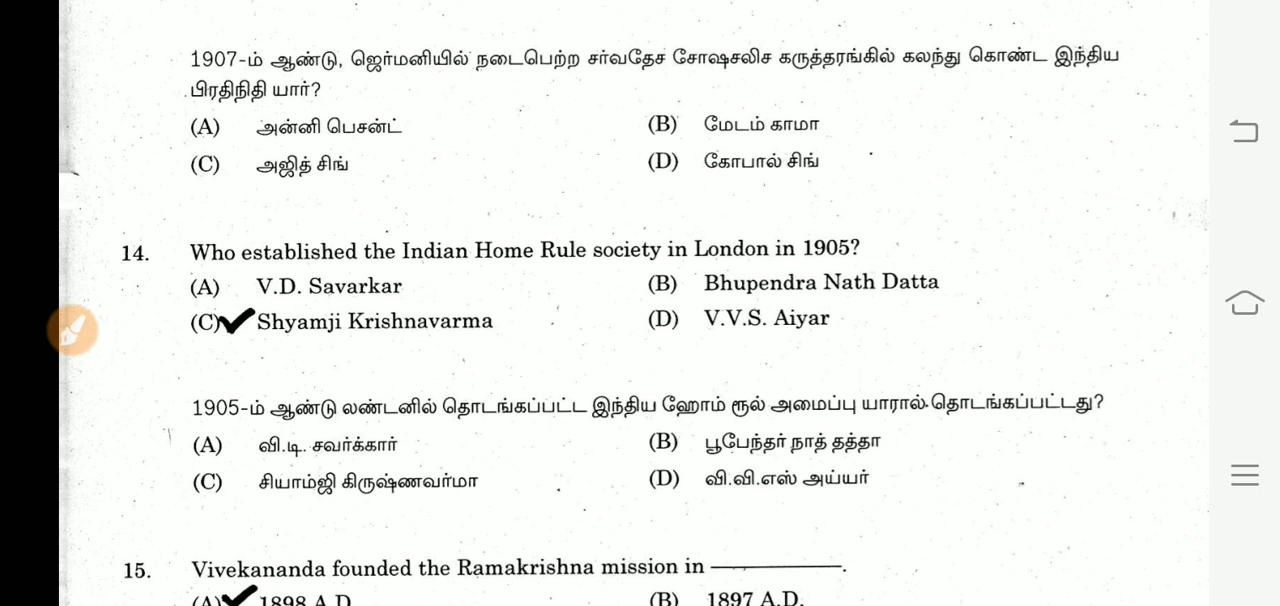 1907-ம் ஆண்டு, ஜெர்மனியில் நடைபெற்ற சர்வதேச சோஷசலிச கருத்தரங்கில் கலந்து கொண்ட இந்திய
பிரதிநிதி யார்?
(A) அன்னி பெசன்ட் (B) மேடம் காமா
(C) அஜித் சிங் (D) கோபால் சிங்
14. Who established the Indian Home Rule society in London in 1905?
(A) V.D. Savarkar (B) Bhupendra Nath Datta
(C) Shyamji Krishnavarma (D) V.V.S. Aiyar
1905-ம் ஆண்டு லண்டனில் தொடங்கப்பட்ட இந்திய ஹோம் ரூல் அமைப்பு யாரால் தொடங்கப்பட்டது?
(A) வி.டி. சவர்க்கார் (B) பூபேந்தர் நாத் தத்தா
(C) சியாம்ஜி கிருஷ்ணவர்மா (D) வி.வி.எஸ் அய்யர்
15. Vivekananda founded the Ramakrishna mission in ————.
(A) 1898 A.D. (B) 1897 A.D.